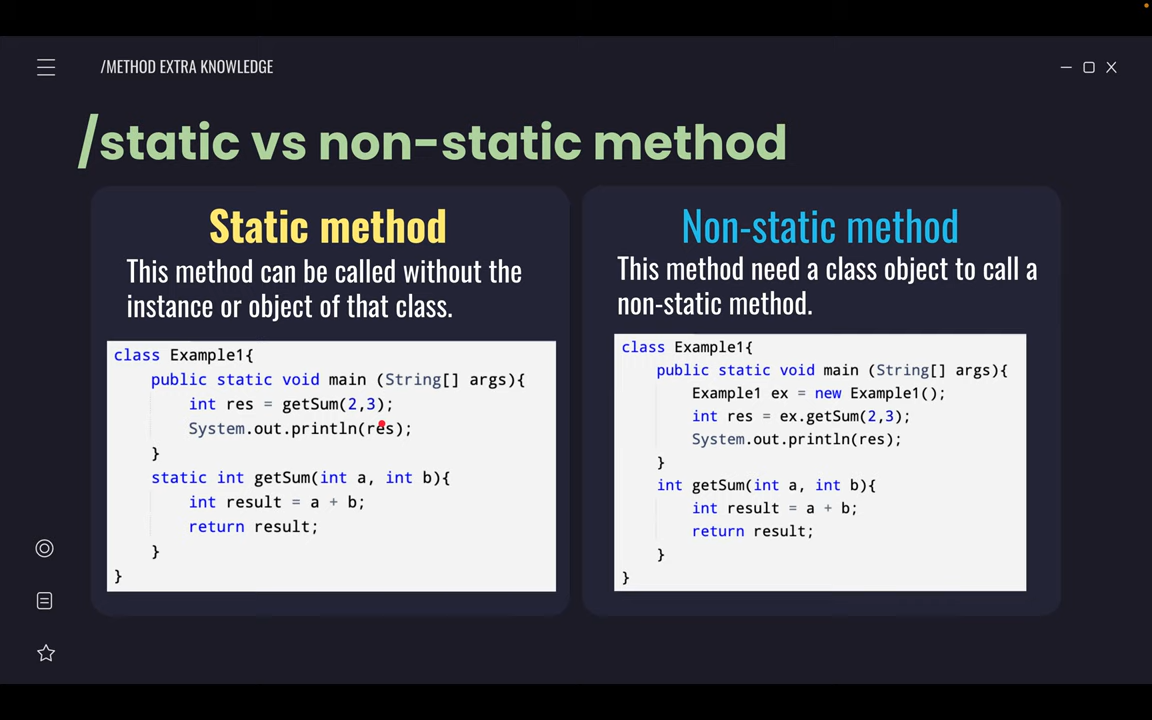 /METHOD EXTRA KNOWLEDGE
/static vs non-static method
Static method
This method can be called without the
instance or object of that class.
class Example1{
    public static void main (String[] args){
        int res = getSum(2,3);
        System.out.println(res);
    }
    static int getSum(int a, int b){
        int result = a + b;
        return result;
    }
}
Non-static method
This method need a class object to call a
non-static method.
class Example1{
    public static void main (String[] args){
        Example1 ex = new Example1();
        int res = ex.getSum(2,3);
        System.out.println(res);
    }
    int getSum(int a, int b){
        int result = a + b;
        return result;
    }
}